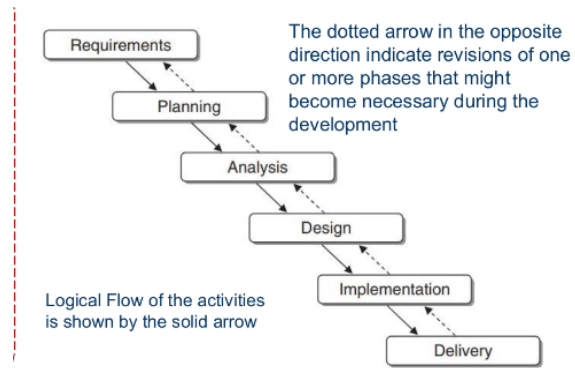 Requirements
The dotted arrow in the opposite
direction indicate revisions of one
or more phases that might
become necessary during the
development
Planning
Analysis
Design
Implementation
Logical Flow of the activities
is shown by the solid arrow
Delivery